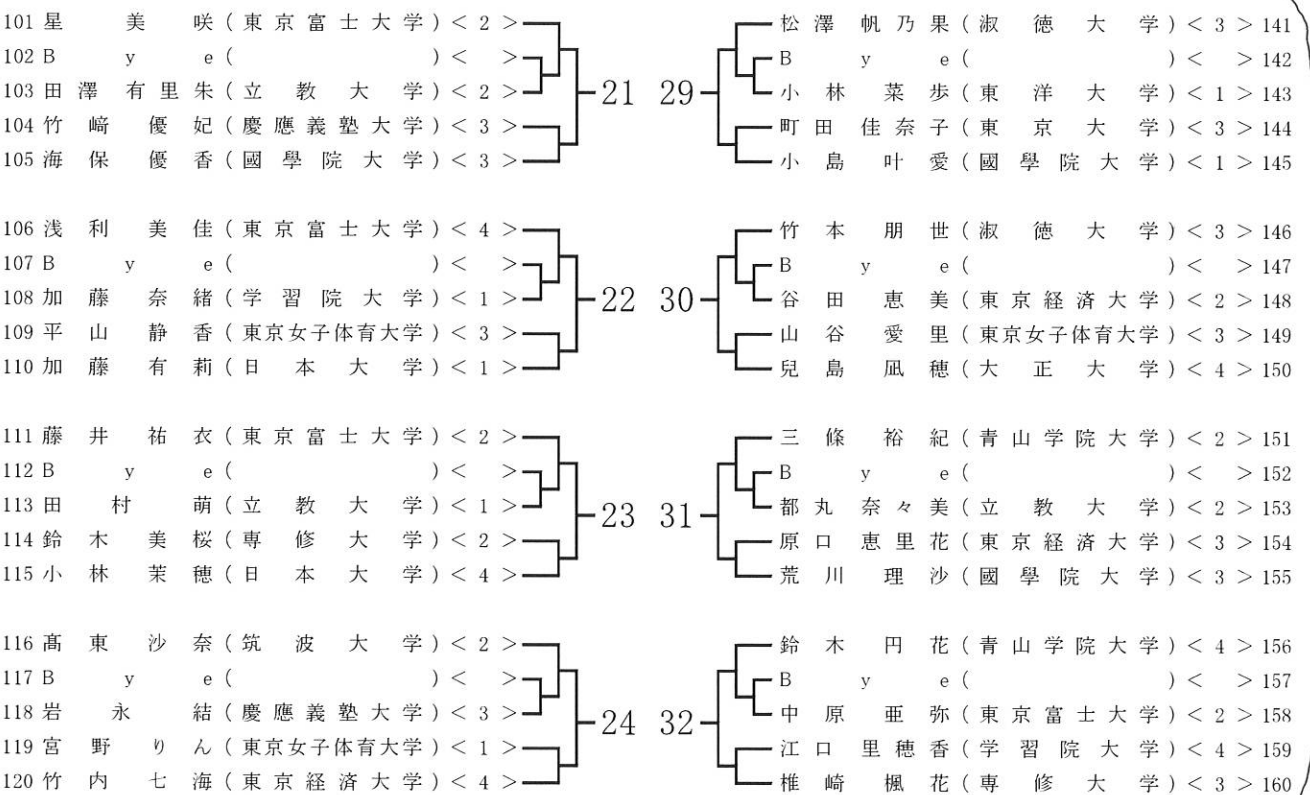 101 星美咲 (東京富士大学) < 2 >
102 Bye ( ) < >
103 田澤有里朱 (立教大学) < 2 >
104 竹﨑優妃 (慶應義塾大学) < 3 >
105 海保優香 (國學院大学) < 3 >
21
106 浅利美佳 (東京富士大学) < 4 >
107 Bye ( ) < >
108 加藤奈緒 (学習院大学) < 1 >
109 平山静香 (東京女子体育大学) < 3 >
110 加藤有莉 (日本大学) < 1 >
22
111 藤井祐衣 (東京富士大学) < 2 >
112 Bye ( ) < >
113 田村萌 (立教大学) < 1 >
114 鈴木美桜 (専修大学) < 2 >
115 小林茉穂 (日本大学) < 4 >
23
116 髙東沙奈 (筑波大学) < 2 >
117 Bye ( ) < >
118 岩永結 (慶應義塾大学) < 3 >
119 宮野りん (東京女子体育大学) < 1 >
120 竹内七海 (東京経済大学) < 4 >
24
松澤帆乃果 (淑徳大学) < 3 > 141
Bye ( ) < > 142
小林菜歩 (東洋大学) < 1 > 143
町田佳奈子 (東京大学) < 3 > 144
小島叶愛 (國學院大学) < 1 > 145
29
竹本朋世 (淑徳大学) < 3 > 146
Bye ( ) < > 147
谷田恵美 (東京経済大学) < 2 > 148
山谷愛里 (東京女子体育大学) < 3 > 149
兒島凪穂 (大正大学) < 4 > 150
30
三條裕紀 (青山学院大学) < 2 > 151
Bye ( ) < > 152
都丸奈々美 (立教大学) < 2 > 153
原口恵里花 (東京経済大学) < 3 > 154
荒川理沙 (國學院大学) < 3 > 155
31
鈴木円花 (青山学院大学) < 4 > 156
Bye ( ) < > 157
中原亜弥 (東京富士大学) < 2 > 158
江口里穂香 (学習院大学) < 4 > 159
椎崎楓花 (専修大学) < 3 > 160
32